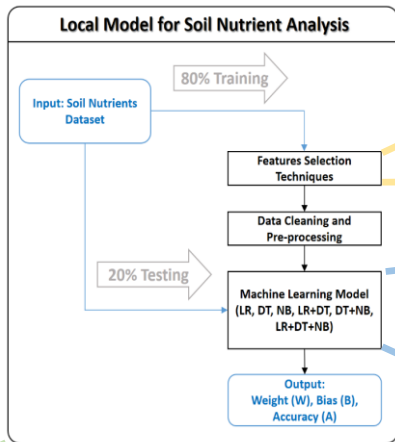 Local Model for Soil Nutrient Analysis
80% Training
Input: Soil Nutrients
Dataset
Features Selection
Techniques
Data Cleaning and
Pre-processing
20% Testing
Machine Learning Model
(LR, DT, NB, LR+DT, DT+NB,
LR+DT+NB)
Output:
Weight (W), Bias (B),
Accuracy (A)